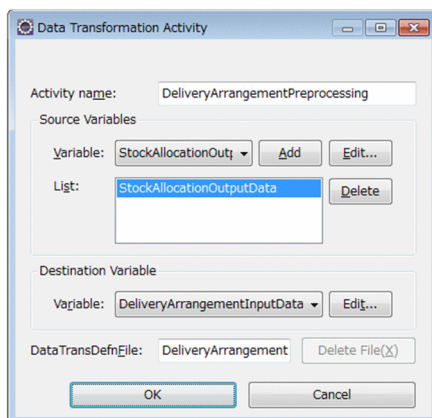 Data Transformation Activity
Activity name: DeliveryArrangementPreprocessing
Source Variables
Variable: StockAllocationOut Add Edit...
List: StockAllocationOutputData Delete
Destination Variable
Variable: DeliveryArrangementInputData Edit...
DataTransDefnFile: DeliveryArrangement Delete File(X)
OK Cancel